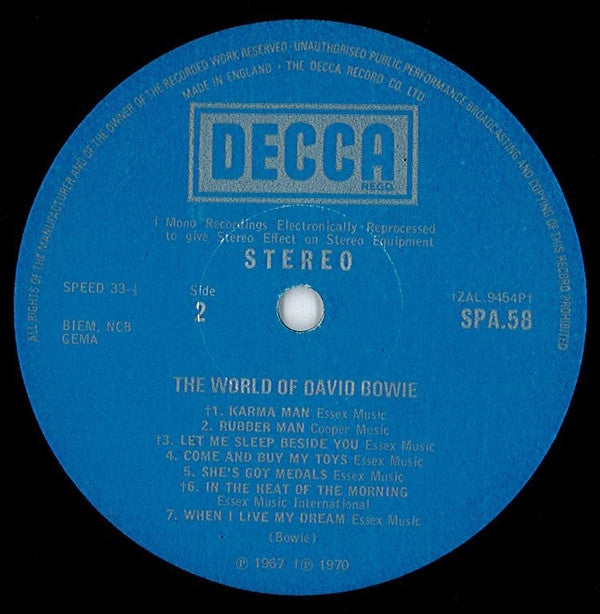 ALL RIGHTS OF THE MANUFACTURER AND OF THE OWNER OF THE RECORDED WORK RESERVED · UNAUTHORISED PUBLIC PERFORMANCE BROADCASTING AND COPYING OF THIS RECORD PROHIBITED
MADE IN ENGLAND · THE DECCA RECORD CO. LTD.
DECCA
REGD.
† Mono Recordings Electronically Reprocessed
to give Stereo Effect on Stereo Equipment
STEREO
SPEED 33-⅓
Side
2
†ZAL.9454P†
SPA.58
BIEM, NCB
GEMA
THE WORLD OF DAVID BOWIE
†1. KARMA MAN Essex Music
2. RUBBER MAN Cooper Music
†3. LET ME SLEEP BESIDE YOU Essex Music
4. COME AND BUY MY TOYS Essex Music
5. SHE'S GOT MEDALS Essex Music
†6. IN THE HEAT OF THE MORNING
Essex Music International
7. WHEN I LIVE MY DREAM Essex Music
(Bowie)
℗ 1967 †℗ 1970